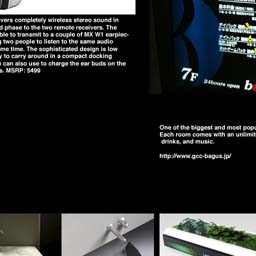 vers completely wireless stereo sound in
d phase to the two remote receivers. The
ble to transmit to a couple of MX W1 earpiec-
g two people to listen to the same audio
me time. The sophisticated design is low
y to carry around in a compact docking
u can also use to charge the ear buds on the
s. MSRP: $499
7F 24hours open b
One of the biggest and most popu
Each room comes with an unlimite
drinks, and music.
http://www.gcc-bagus.jp/